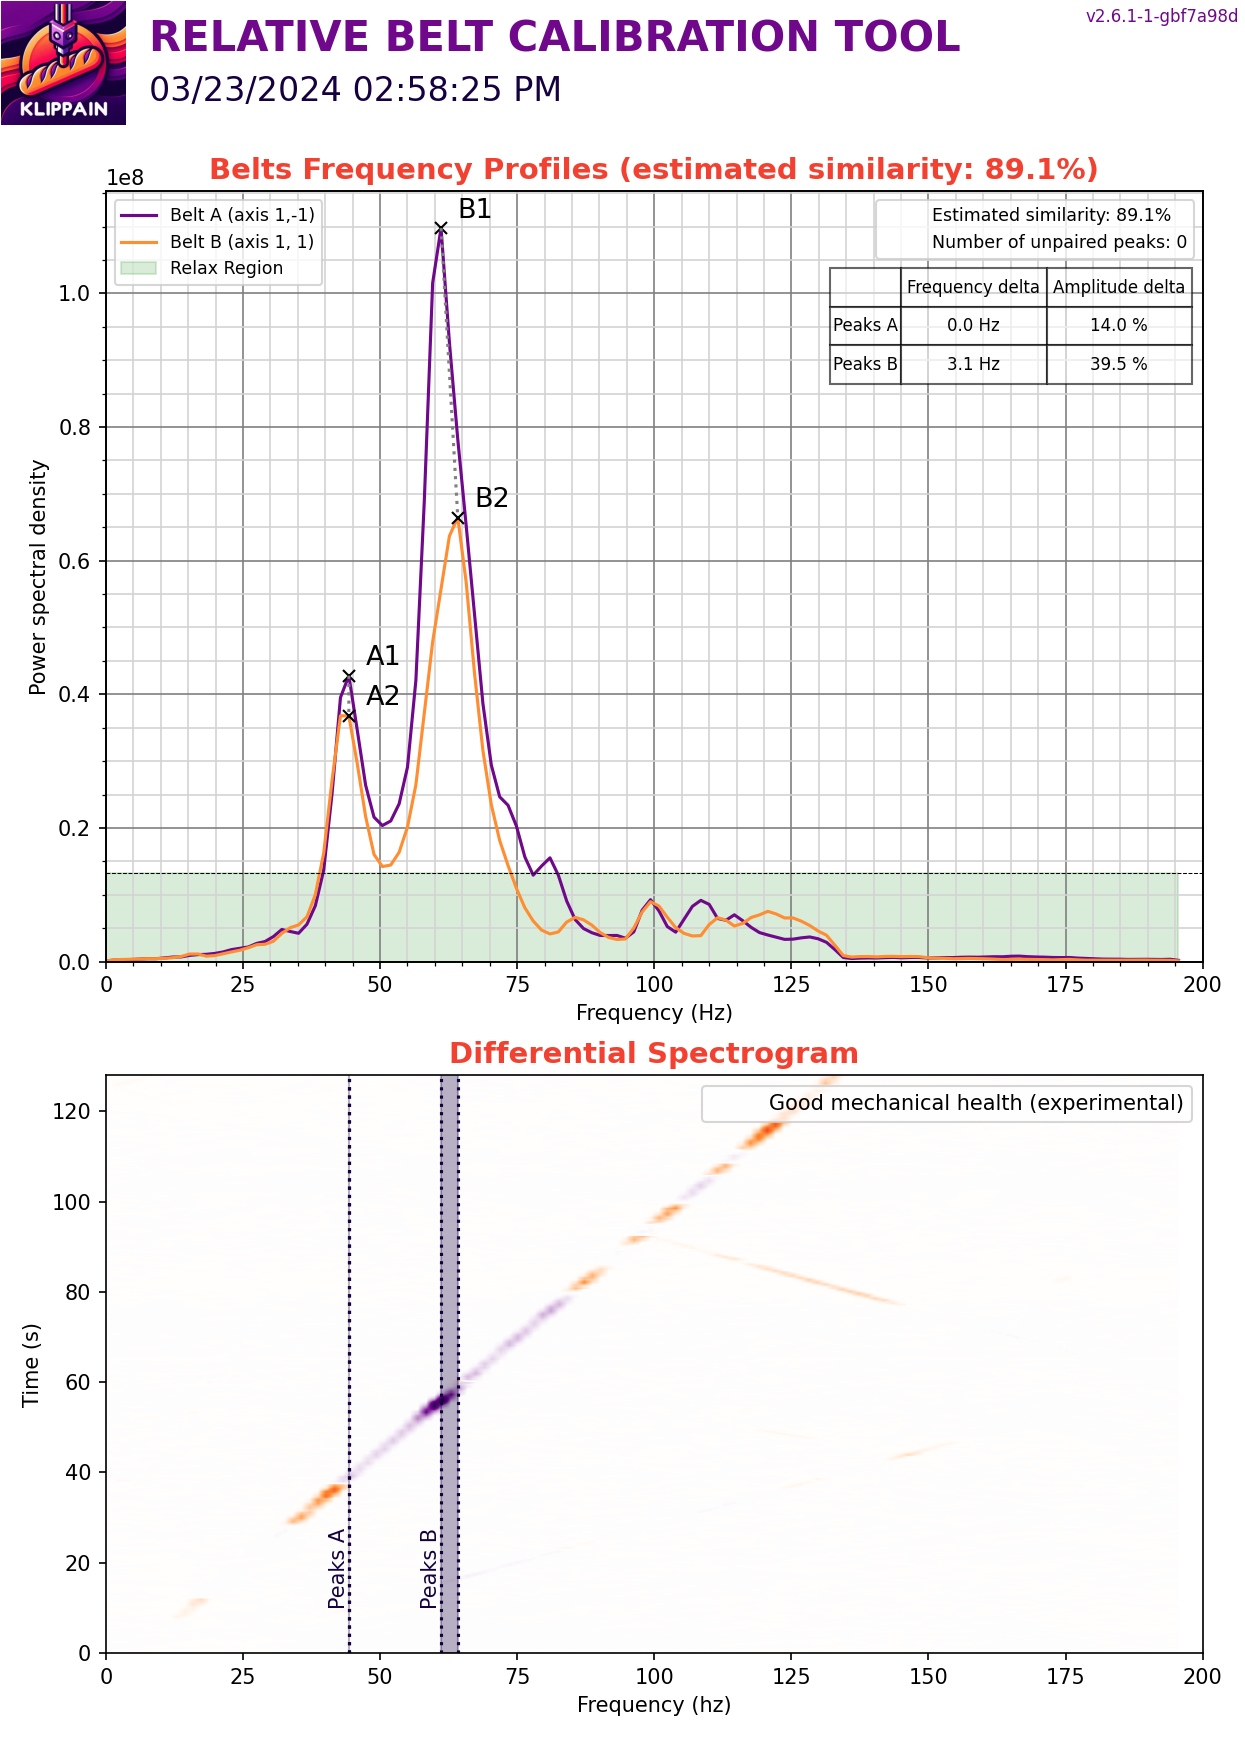 KLIPPAIN
RELATIVE BELT CALIBRATION TOOL
03/23/2024 02:58:25 PM
v2.6.1-1-gbf7a98d
Belts Frequency Profiles (estimated similarity: 89.1%)
1e8
Belt A (axis 1,-1)
Belt B (axis 1, 1)
Relax Region
Estimated similarity: 89.1%
Number of unpaired peaks: 0
Frequency delta Amplitude delta
Peaks A 0.0 Hz 14.0 %
Peaks B 3.1 Hz 39.5 %
B1
B2
A1
A2
Power spectral density
1.0
0.8
0.6
0.4
0.2
0.0
0 25 50 75 100 125 150 175 200
Frequency (Hz)
Differential Spectrogram
Good mechanical health (experimental)
Time (s)
120
100
80
60
40
20
0
Peaks A
Peaks B
0 25 50 75 100 125 150 175 200
Frequency (hz)